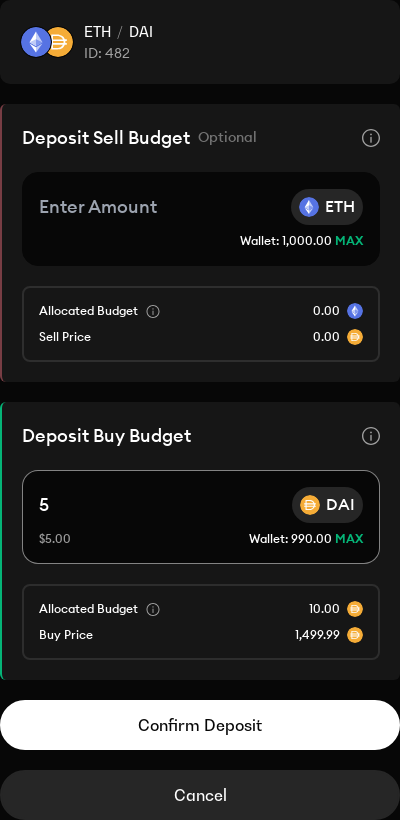 ETH / DAI
ID: 482
Deposit Sell Budget Optional
Enter Amount ETH
Wallet: 1,000.00 MAX
Allocated Budget 0.00
Sell Price 0.00
Deposit Buy Budget
5 DAI
$5.00 Wallet: 990.00 MAX
Allocated Budget 10.00
Buy Price 1,499.99
Confirm Deposit
Cancel